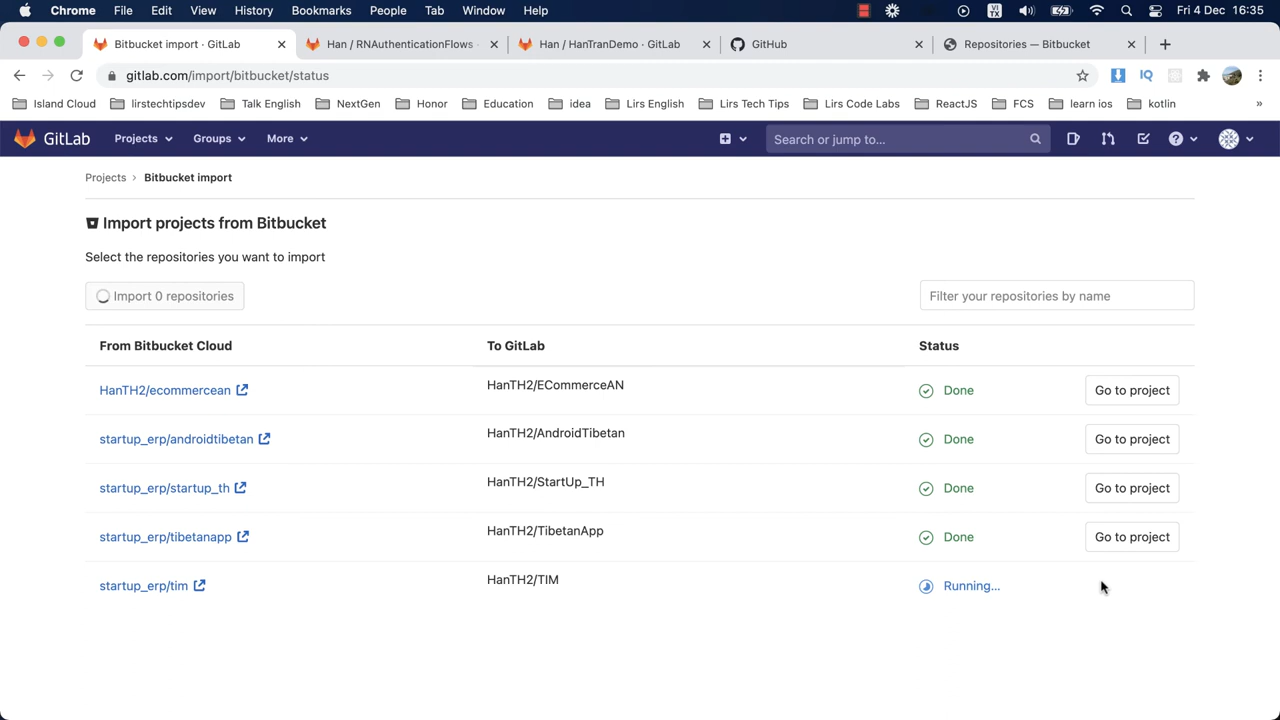 Chrome File Edit View History Bookmarks People Tab Window Help Fri 4 Dec 16:35
Bitbucket import · GitLab Han / RNAuthenticationFlows · Han / HanTranDemo · GitLab GitHub Repositories — Bitbucket
gitlab.com/import/bitbucket/status
Island Cloud lirstechtipsdev Talk English NextGen Honor Education idea Lirs English Lirs Tech Tips Lirs Code Labs ReactJS FCS learn ios kotlin »
GitLab Projects Groups More Search or jump to...
Projects › Bitbucket import
Import projects from Bitbucket
Select the repositories you want to import
Import 0 repositories Filter your repositories by name
From Bitbucket Cloud To GitLab Status
HanTH2/ecommercean HanTH2/ECommerceAN Done Go to project
startup_erp/androidtibetan HanTH2/AndroidTibetan Done Go to project
startup_erp/startup_th HanTH2/StartUp_TH Done Go to project
startup_erp/tibetanapp HanTH2/TibetanApp Done Go to project
startup_erp/tim HanTH2/TIM Running...